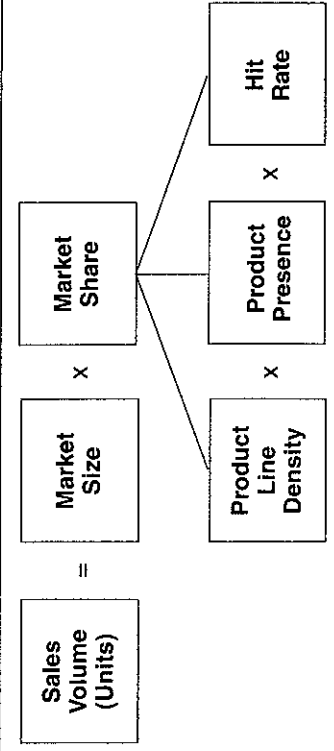 Sales
Volume
(Units)
=
Market
Size
X
Market
Share
Product
Line
Density
X
Product
Presence
X
Hit
Rate